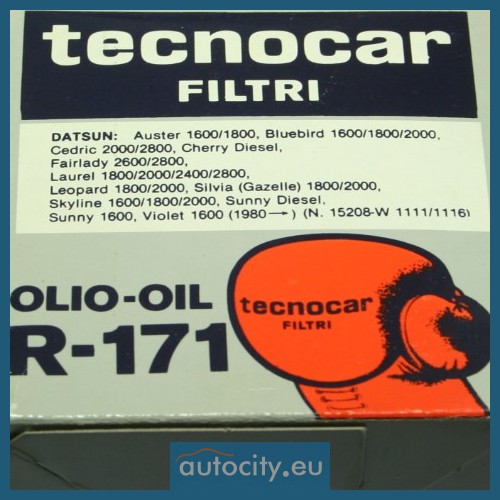 tecnocar
FILTRI
DATSUN: Auster 1600/1800, Bluebird 1600/1800/2000,
Cedric 2000/2800, Cherry Diesel,
Fairlady 2600/2800,
Laurel 1800/2000/2400/2800,
Leopard 1800/2000, Silvia (Gazelle) 1800/2000,
Skyline 1600/1800/2000, Sunny Diesel,
Sunny 1600, Violet 1600 (1980→) (N. 15208-W 1111/1116)
OLIO-OIL
R-171
tecnocar
FILTRI
autocity.eu